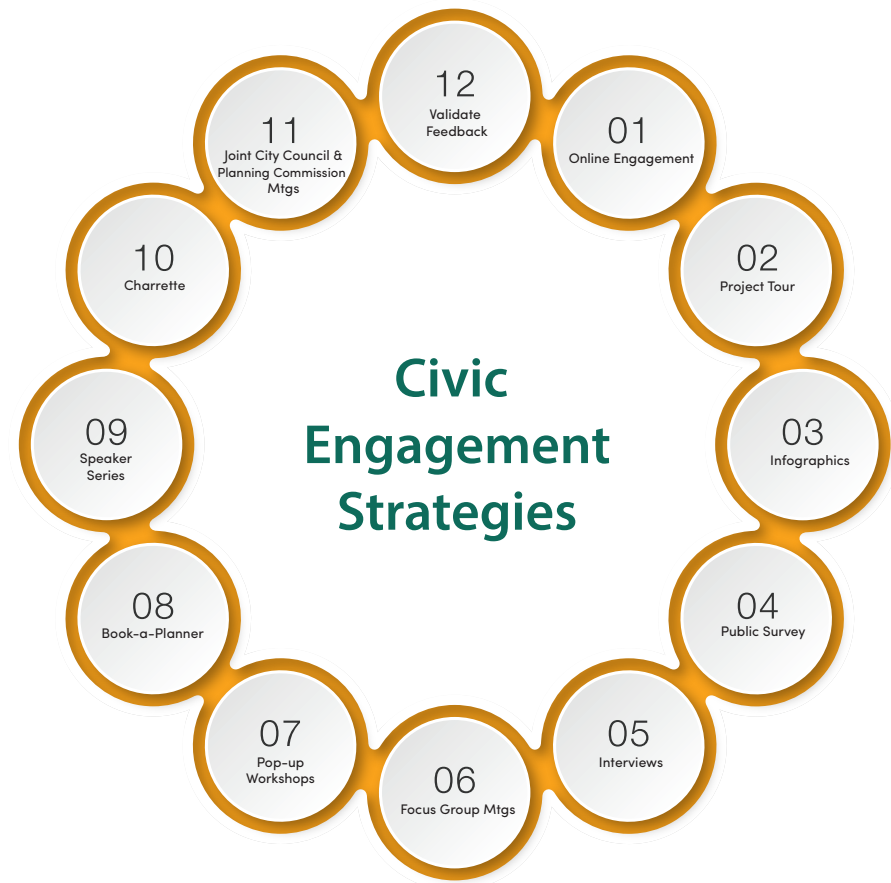 Civic
Engagement
Strategies
01
Online Engagement
02
Project Tour
03
Infographics
04
Public Survey
05
Interviews
06
Focus Group Mtgs
07
Pop-up
Workshops
08
Book-a-Planner
09
Speaker
Series
10
Charrette
11
Joint City Council &
Planning Commission
Mtgs
12
Validate
Feedback